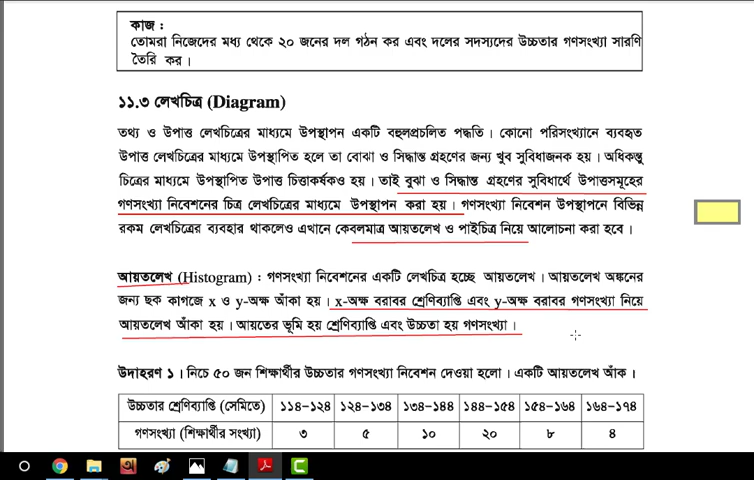 কাজ :
তোমরা নিজেদের মধ্য থেকে ২০ জনের দল গঠন কর এবং দলের সদস্যদের উচ্চতার গণসংখ্যা সারণি
তৈরি কর।
১১.৩ লেখচিত্র (Diagram)
তথ্য ও উপাত্ত লেখচিত্রের মাধ্যমে উপস্থাপন একটি বহুলপ্রচলিত পদ্ধতি। কোনো পরিসংখ্যানে ব্যবহৃত
উপাত্ত লেখচিত্রের মাধ্যমে উপস্থাপিত হলে তা বোঝা ও সিদ্ধান্ত গ্রহণের জন্য খুব সুবিধাজনক হয়। অধিকন্তু
চিত্রের মাধ্যমে উপস্থাপিত উপাত্ত চিত্তাকর্ষকও হয়। তাই বুঝা ও সিদ্ধান্ত গ্রহণের সুবিধার্থে উপাত্তসমূহের
গণসংখ্যা নিবেশনের চিত্র লেখচিত্রের মাধ্যমে উপস্থাপন করা হয়। গণসংখ্যা নিবেশন উপস্থাপনে বিভিন্ন
রকম লেখচিত্রের ব্যবহার থাকলেও এখানে কেবলমাত্র আয়তলেখ ও পাইচিত্র নিয়ে আলোচনা করা হবে।
আয়তলেখ (Histogram) : গণসংখ্যা নিবেশনের একটি লেখচিত্র হচ্ছে আয়তলেখ। আয়তলেখ অঙ্কনের
জন্য ছক কাগজে x ও y-অক্ষ আঁকা হয়। x-অক্ষ বরাবর শ্রেণিব্যাপ্তি এবং y-অক্ষ বরাবর গণসংখ্যা নিয়ে
আয়তলেখ আঁকা হয়। আয়তের ভূমি হয় শ্রেণিব্যাপ্তি এবং উচ্চতা হয় গণসংখ্যা।
উদাহরণ ১। নিচে ৫০ জন শিক্ষার্থীর উচ্চতার গণসংখ্যা নিবেশন দেওয়া হলো। একটি আয়তলেখ আঁক।
উচ্চতার শ্রেণিব্যাপ্তি (সেমিতে) ১১৪-১২৪ ১২৪-১৩৪ ১৩৪-১৪৪ ১৪৪-১৫৪ ১৫৪-১৬৪ ১৬৪-১৭৪
গণসংখ্যা (শিক্ষার্থীর সংখ্যা) ৩ ৫ ১০ ২০ ৮ ৪